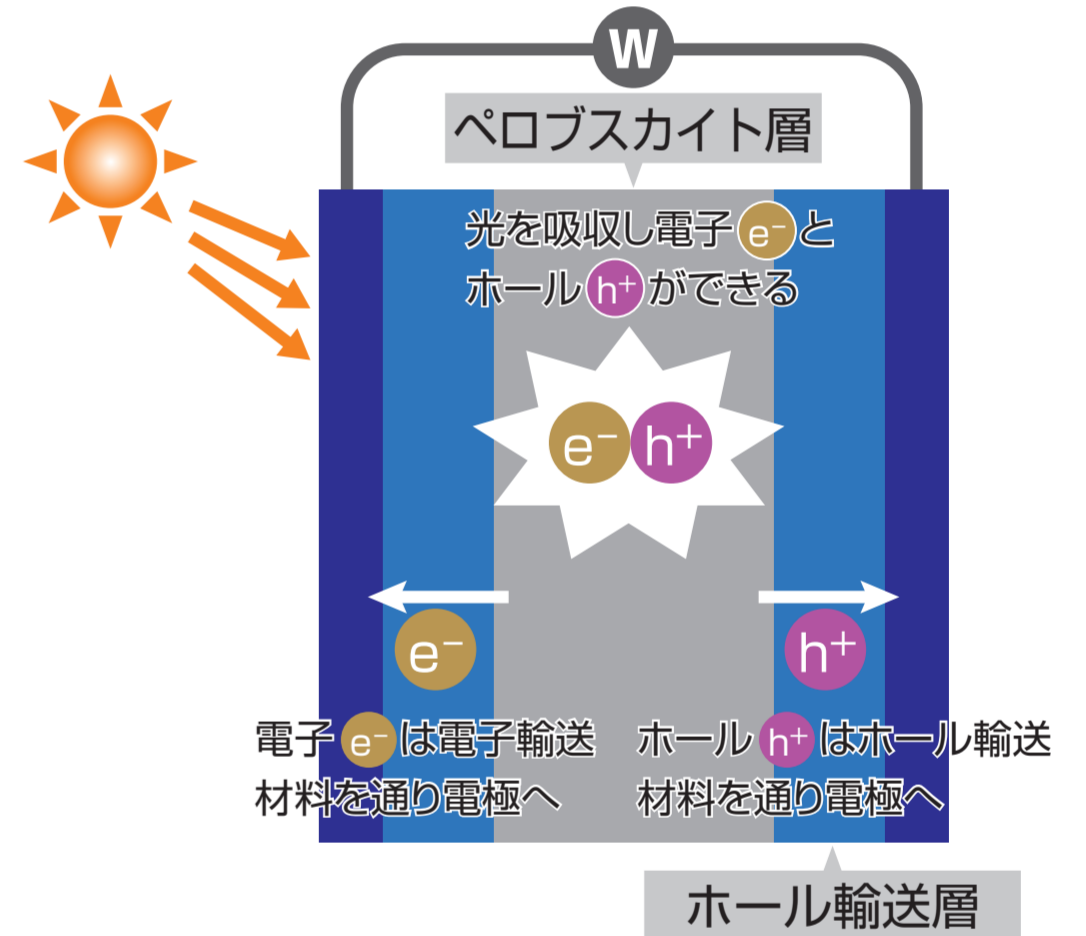 W
ペロブスカイト層
光を吸収し電子e⁻と
ホールh⁺ができる
e⁻h⁺
e⁻
h⁺
電子e⁻は電子輸送
材料を通り電極へ
ホールh⁺はホール輸送
材料を通り電極へ
ホール輸送層